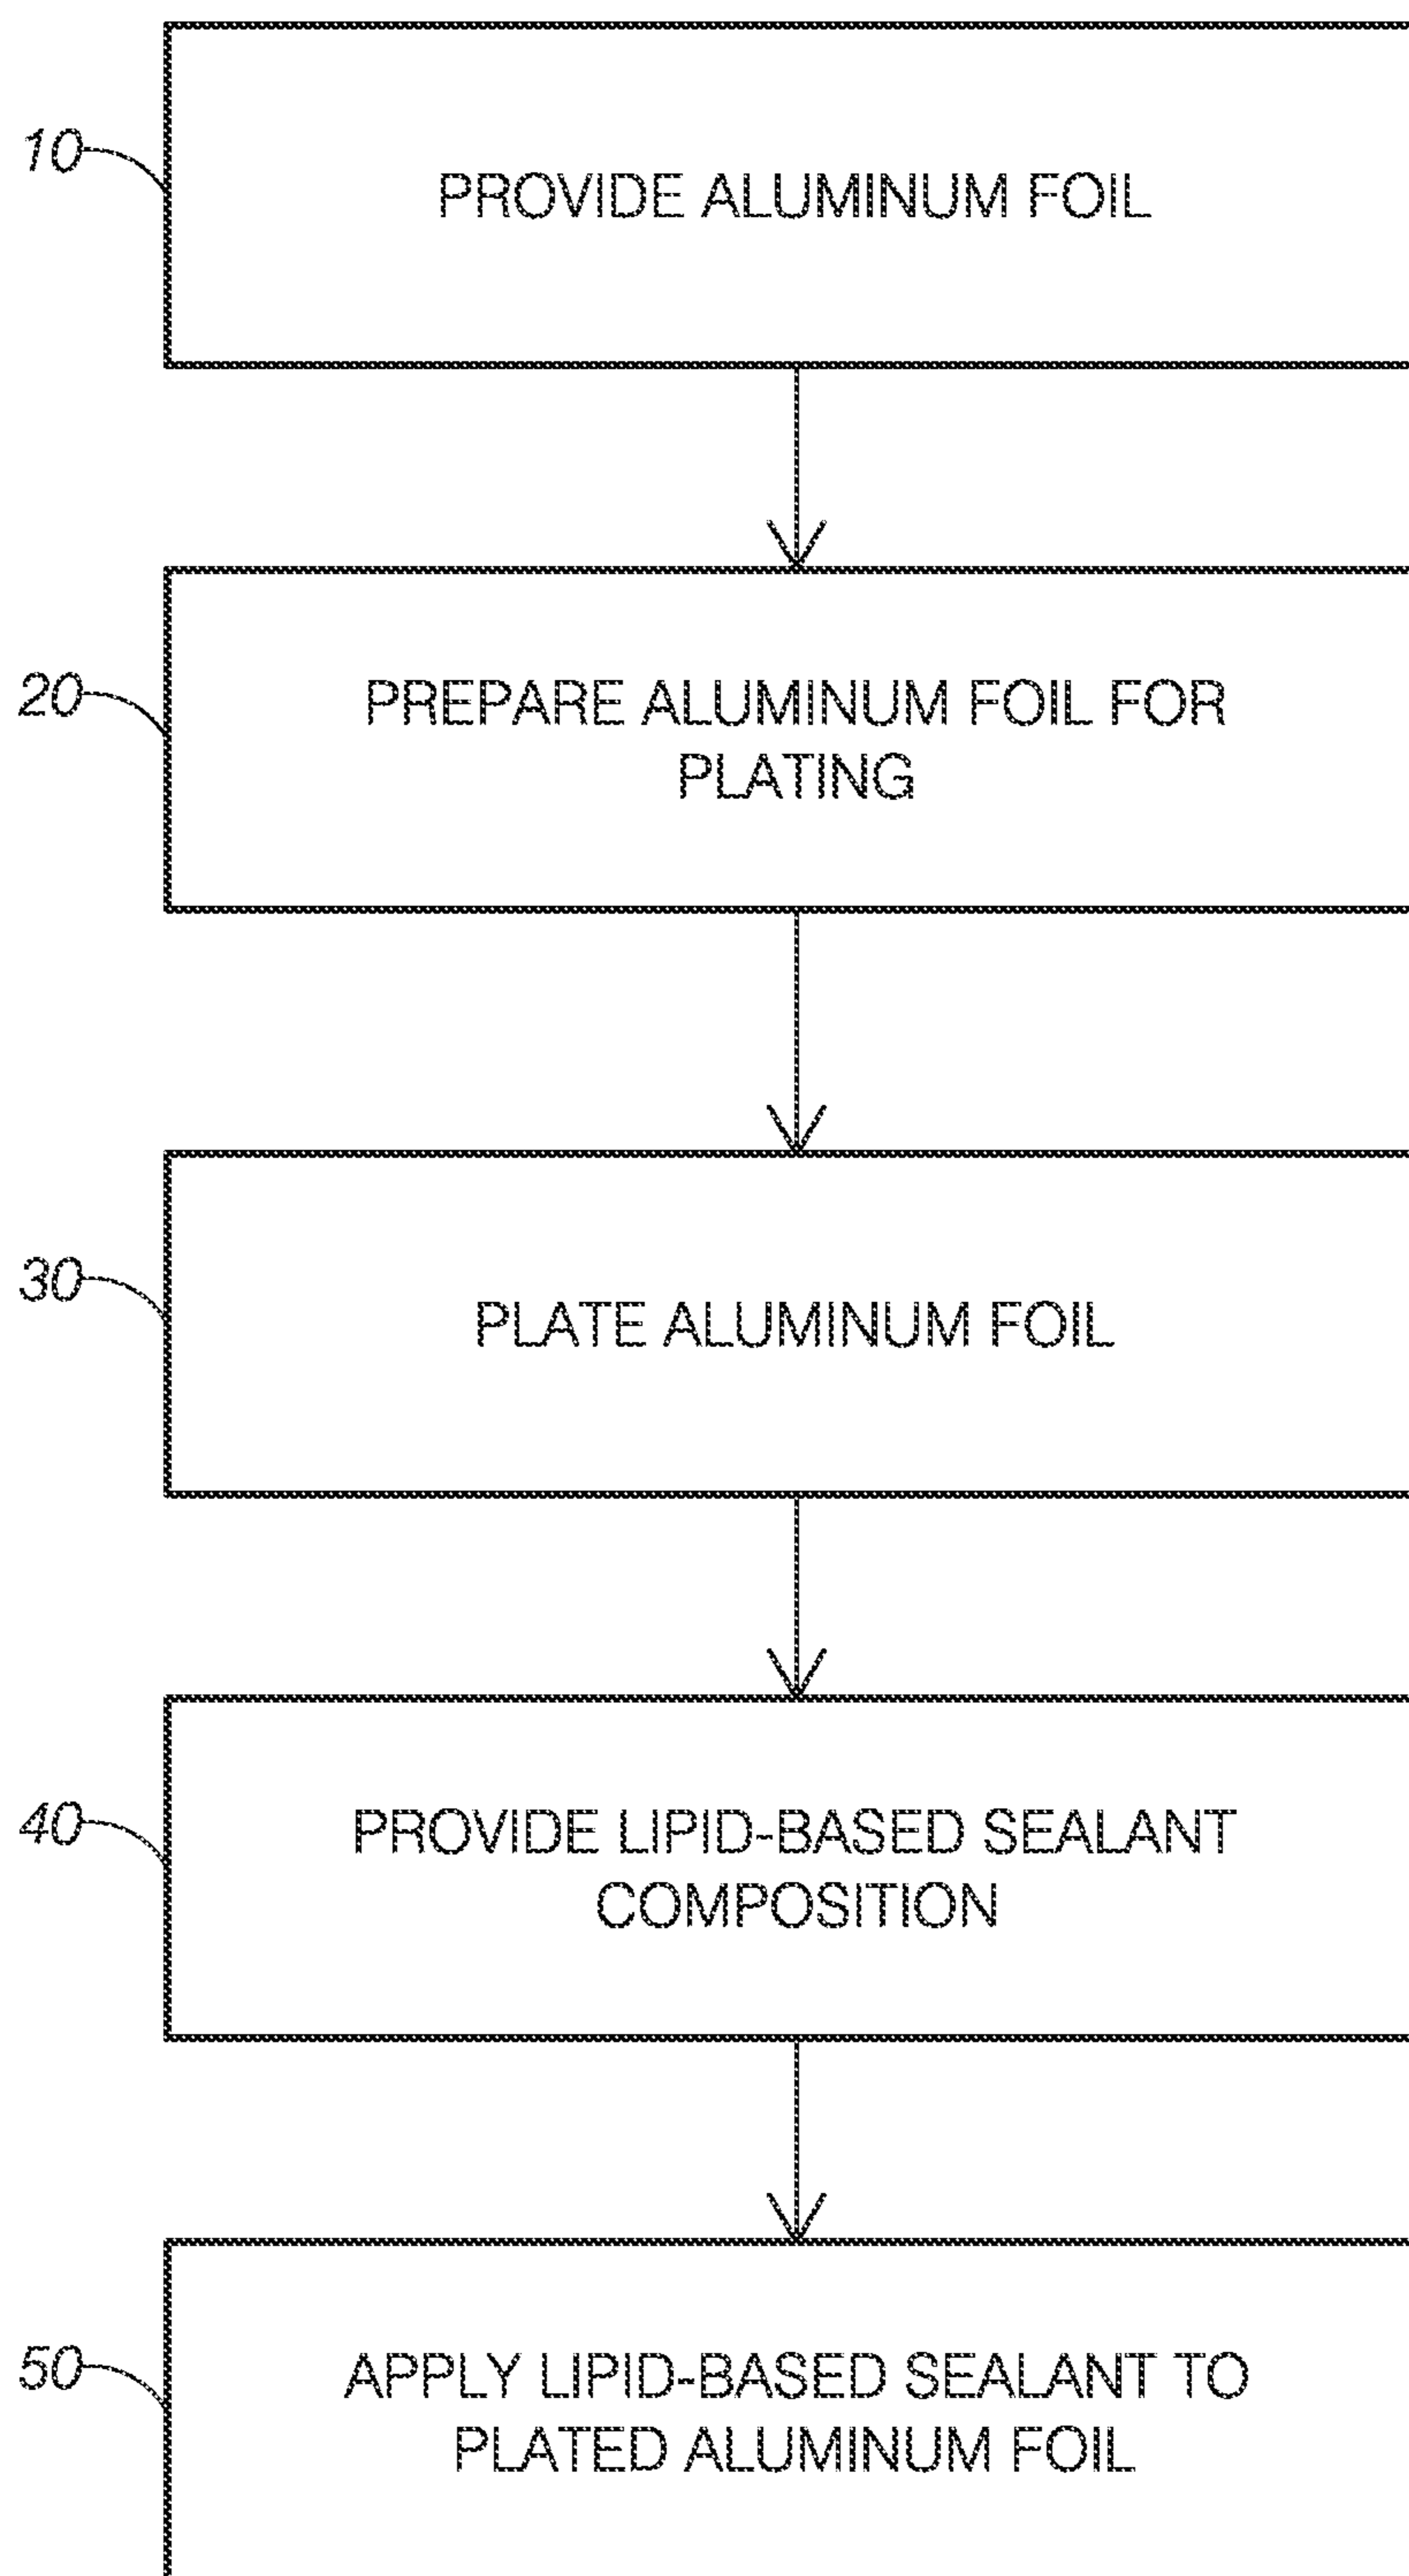 10
PROVIDE ALUMINUM FOIL
20
PREPARE ALUMINUM FOIL FOR
PLATING
30
PLATE ALUMINUM FOIL
40
PROVIDE LIPID-BASED SEALANT
COMPOSITION
50
APPLY LIPID-BASED SEALANT TO
PLATED ALUMINUM FOIL